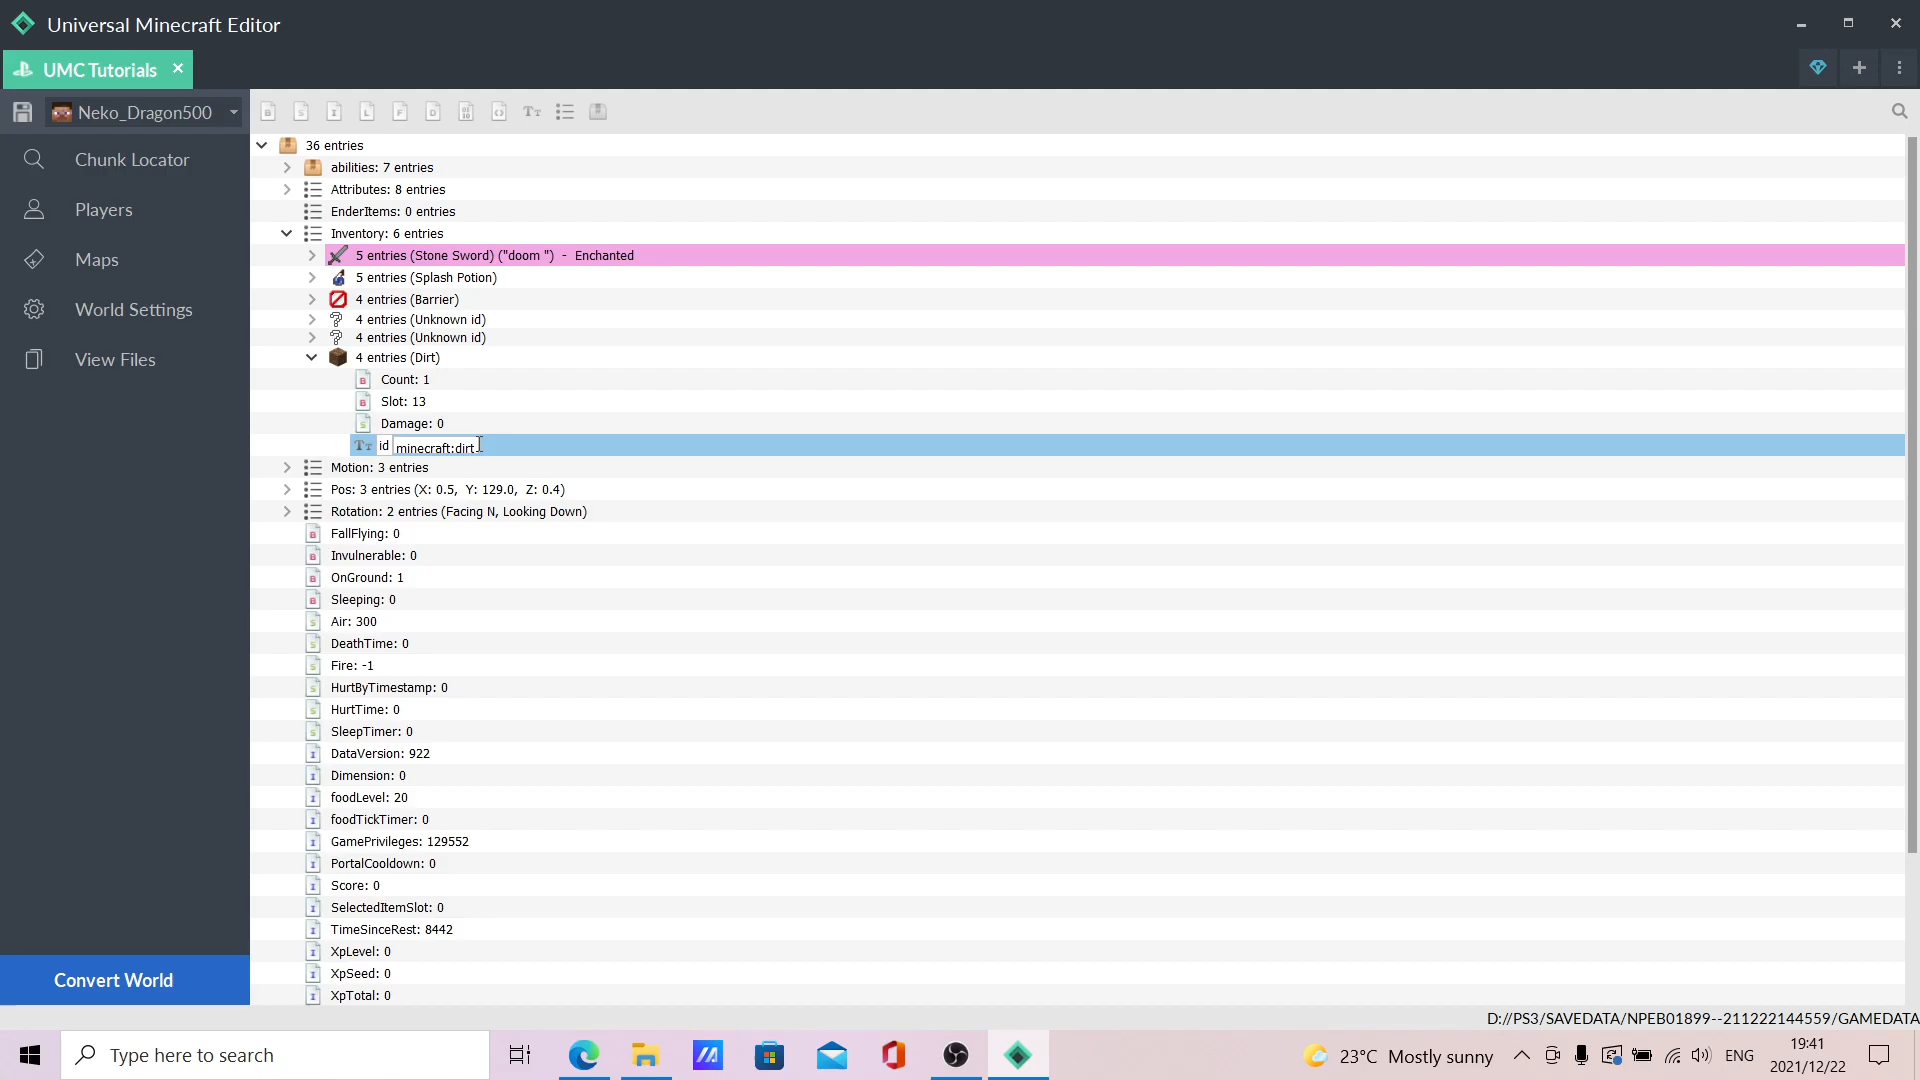 Universal Minecraft Editor
UMC Tutorials
Neko_Dragon500
Chunk Locator
Players
Maps
World Settings
View Files
Convert World
36 entries
abilities: 7 entries
Attributes: 8 entries
EnderItems: 0 entries
Inventory: 6 entries
5 entries (Stone Sword) ("doom ")  -  Enchanted
5 entries (Splash Potion)
4 entries (Barrier)
4 entries (Unknown id)
4 entries (Unknown id)
4 entries (Dirt)
Count: 1
Slot: 13
Damage: 0
id minecraft:dirt
Motion: 3 entries
Pos: 3 entries (X: 0.5,  Y: 129.0,  Z: 0.4)
Rotation: 2 entries (Facing N, Looking Down)
FallFlying: 0
Invulnerable: 0
OnGround: 1
Sleeping: 0
Air: 300
DeathTime: 0
Fire: -1
HurtByTimestamp: 0
HurtTime: 0
SleepTimer: 0
DataVersion: 922
Dimension: 0
foodLevel: 20
foodTickTimer: 0
GamePrivileges: 129552
PortalCooldown: 0
Score: 0
SelectedItemSlot: 0
TimeSinceRest: 8442
XpLevel: 0
XpSeed: 0
XpTotal: 0
D://PS3/SAVEDATA/NPEB01899--211222144559/GAMEDATA
Type here to search
23°C Mostly sunny
ENG
19:41
2021/12/22